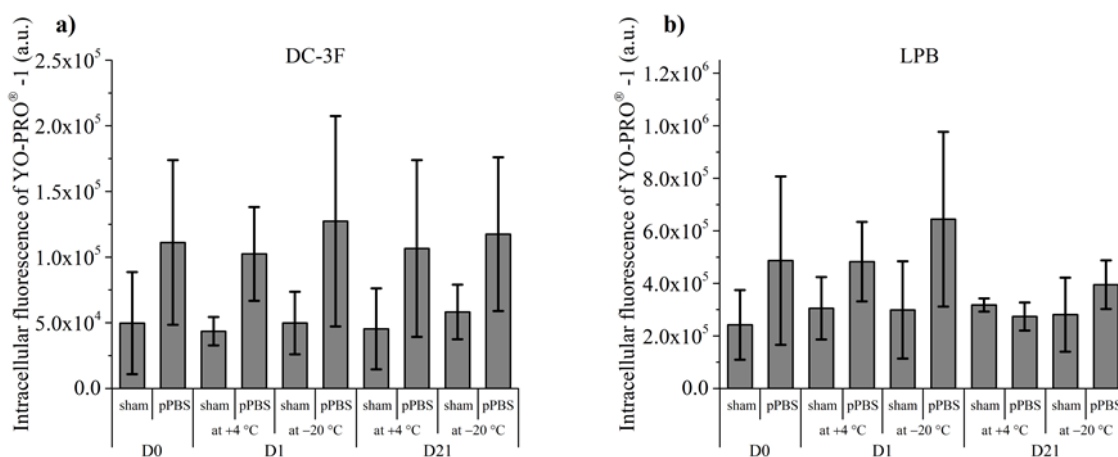 a)
DC-3F
Intracellular fluorescence of YO-PRO® -1 (a.u.)
2.5x10⁵
2.0x10⁵
1.5x10⁵
1.0x10⁵
5.0x10⁴
0.0
sham pPBS sham pPBS sham pPBS sham pPBS sham pPBS
at +4 °C at −20 °C at +4 °C at −20 °C
D0 D1 D21
b)
LPB
Intracellular fluorescence of YO-PRO® -1 (a.u.)
1.2x10⁶
1.0x10⁶
8.0x10⁵
6.0x10⁵
4.0x10⁵
2.0x10⁵
0.0
sham pPBS sham pPBS sham pPBS sham pPBS sham pPBS
at +4 °C at −20 °C at +4 °C at −20 °C
D0 D1 D21